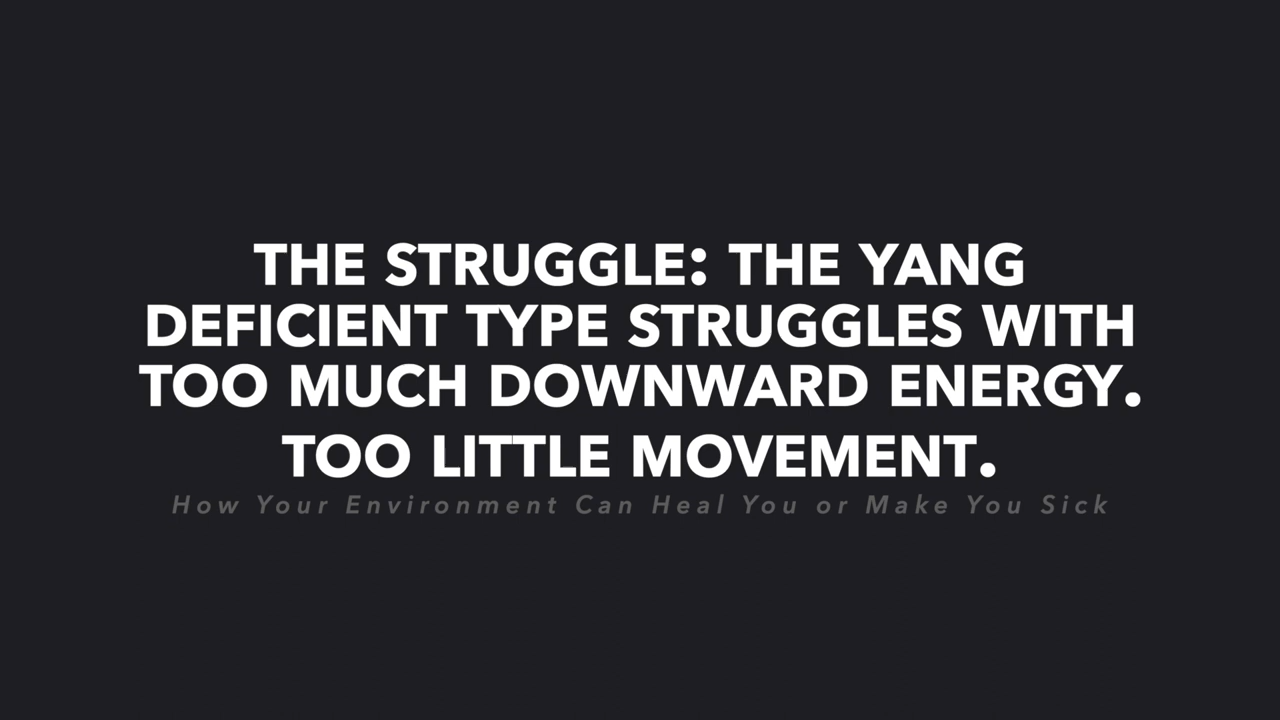 THE STRUGGLE: THE YANG
DEFICIENT TYPE STRUGGLES WITH
TOO MUCH DOWNWARD ENERGY.
TOO LITTLE MOVEMENT.
How Your Environment Can Heal You or Make You Sick